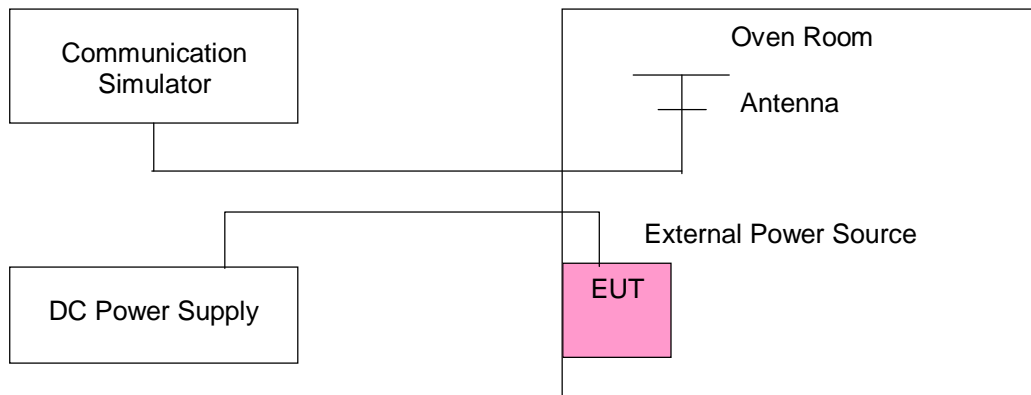 Communication
Simulator
Oven Room
Antenna
External Power Source
EUT
DC Power Supply